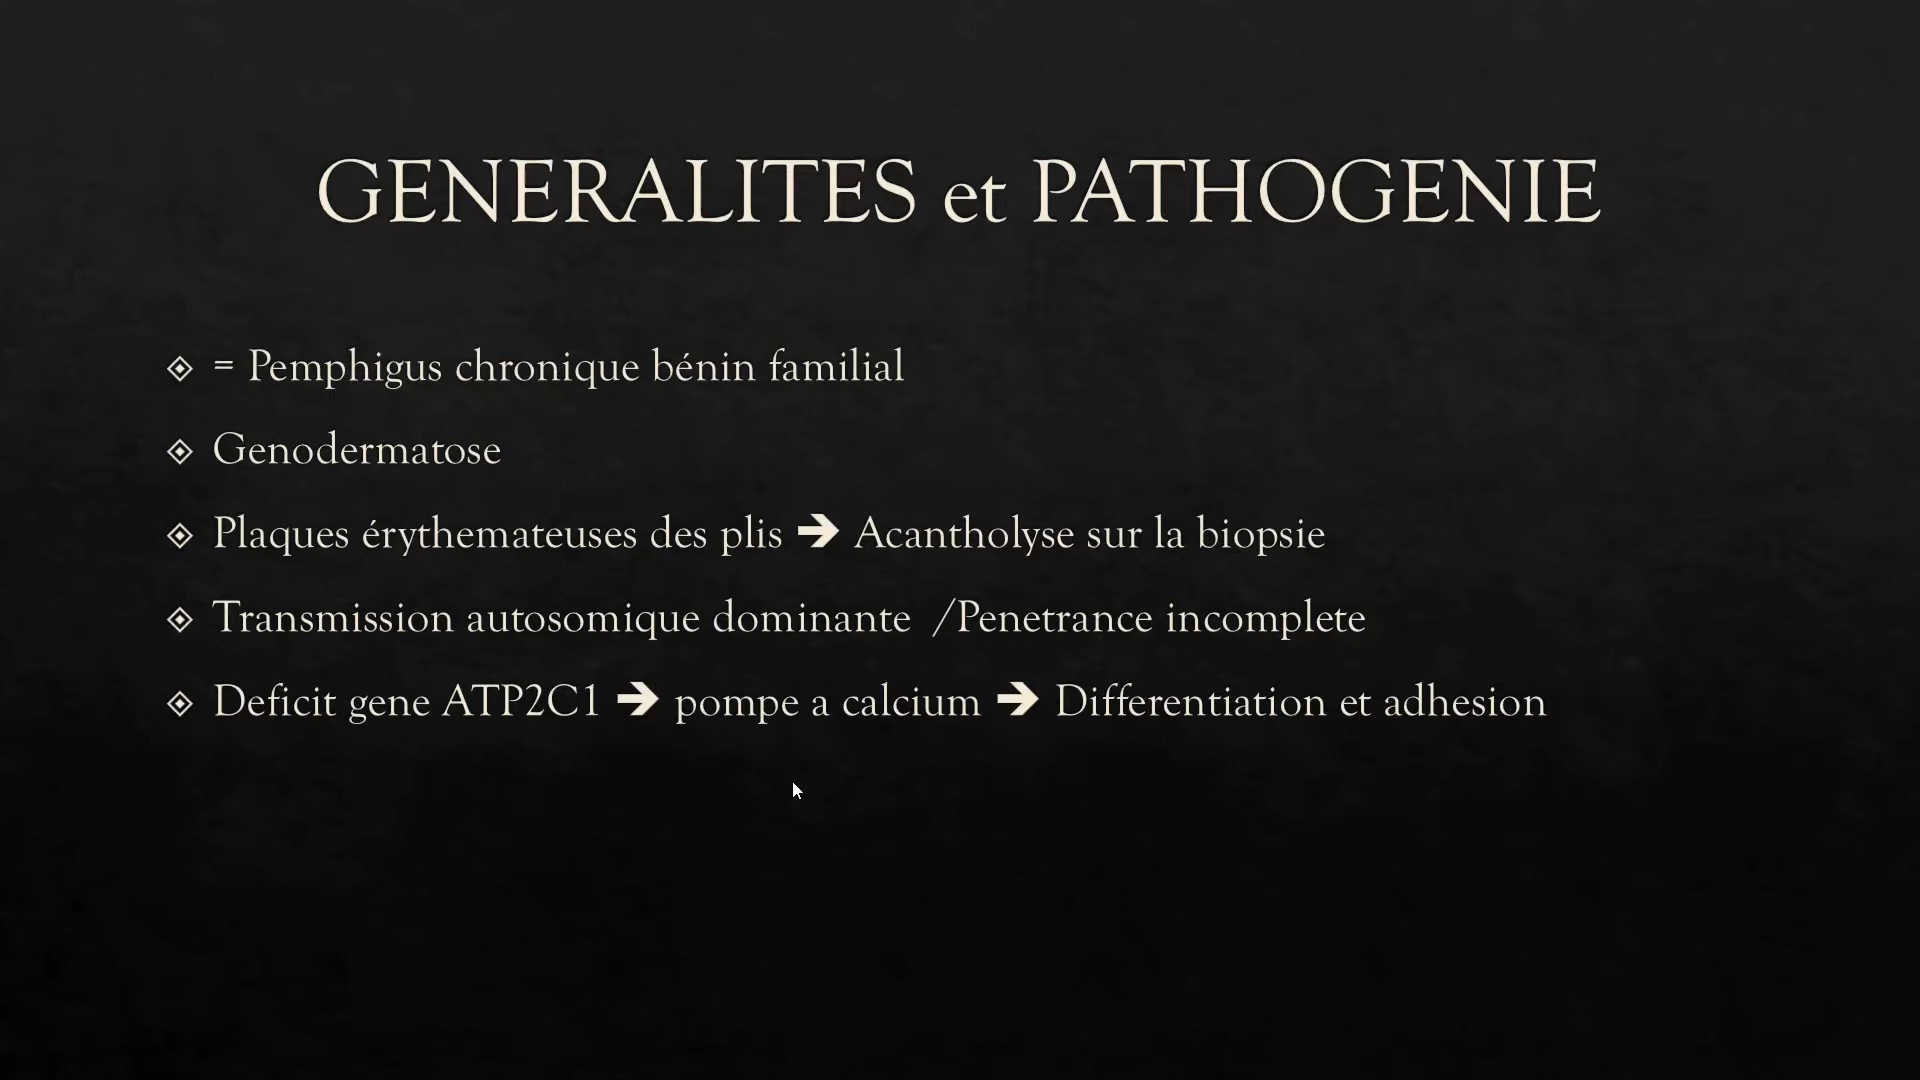 GENERALITES et PATHOGENIE
= Pemphigus chronique bénin familial
Genodermatose
Plaques érythemateuses des plis ➔ Acantholyse sur la biopsie
Transmission autosomique dominante /Penetrance incomplete
Deficit gene ATP2C1 ➔ pompe a calcium ➔ Differentiation et adhesion